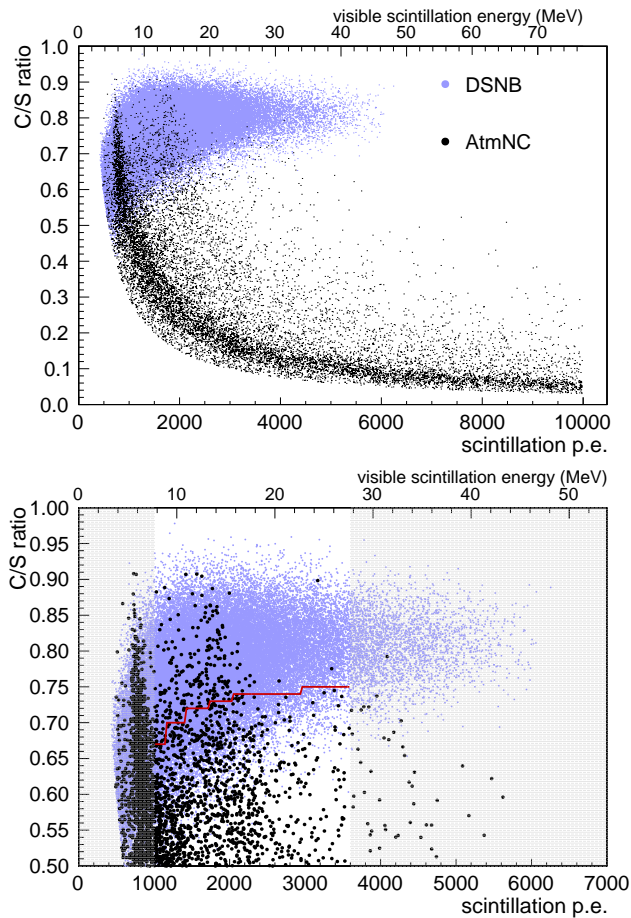 visible scintillation energy (MeV)
0 10 20 30 40 50 60 70
C/S ratio
1.0
0.9
0.8
0.7
0.6
0.5
0.4
0.3
0.2
0.1
0.0
DSNB
AtmNC
0 2000 4000 6000 8000 10000
scintillation p.e.
visible scintillation energy (MeV)
0 10 20 30 40 50
C/S ratio
1.00
0.95
0.90
0.85
0.80
0.75
0.70
0.65
0.60
0.55
0.50
0 1000 2000 3000 4000 5000 6000 7000
scintillation p.e.